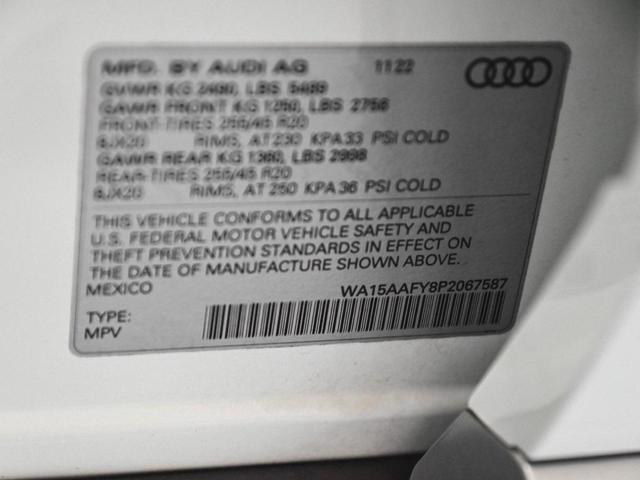 MFD. BY AUDI AG 11 22
GVWR KG 2490, LBS 5489
GAWR FRONT KG 1250, LBS 2756
FRONT-TIRES 255/45 R20
8JX20 RIMS, AT 230 KPA 33 PSI COLD
GAWR REAR KG 1360, LBS 2998
REAR-TIRES 255/45 R20
8JX20 RIMS, AT 250 KPA 36 PSI COLD
THIS VEHICLE CONFORMS TO ALL APPLICABLE
U.S. FEDERAL MOTOR VEHICLE SAFETY AND
THEFT PREVENTION STANDARDS IN EFFECT ON
THE DATE OF MANUFACTURE SHOWN ABOVE.
MEXICO WA15AAFY8P2067587
TYPE:
MPV